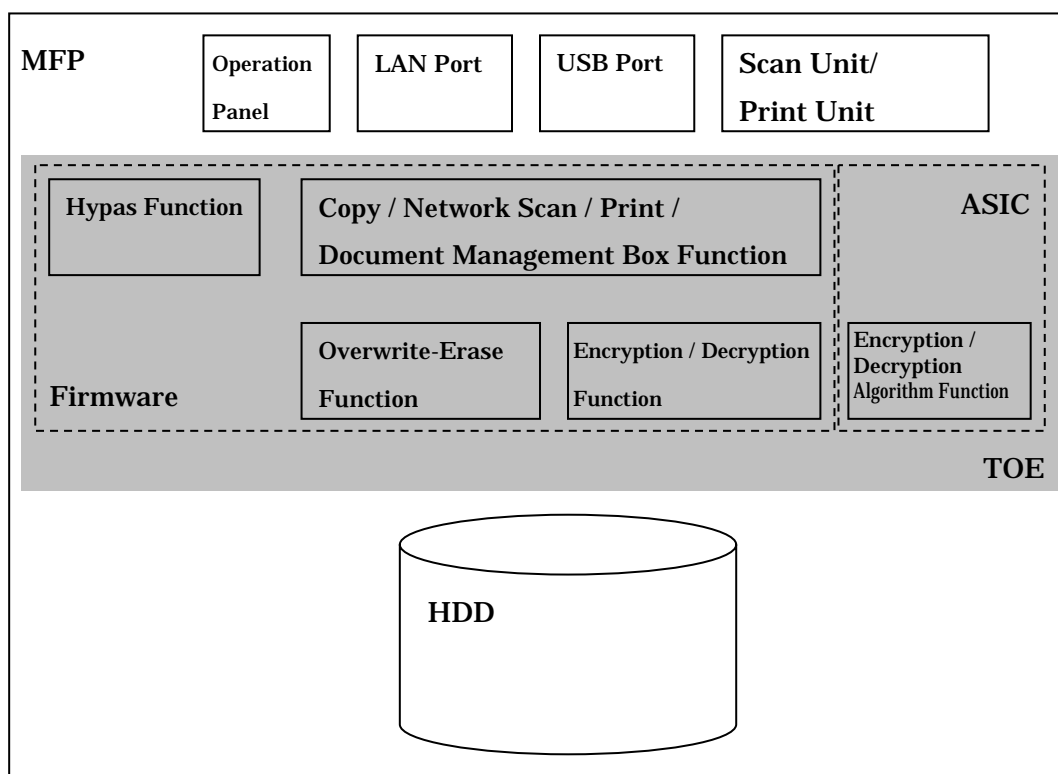 MFP
Operation
Panel
LAN Port
USB Port
Scan Unit/
Print Unit
Hypas Function
Copy / Network Scan / Print /
Document Management Box Function
ASIC
Overwrite-Erase
Function
Encryption / Decryption
Function
Encryption /
Decryption
Algorithm Function
Firmware
TOE
HDD